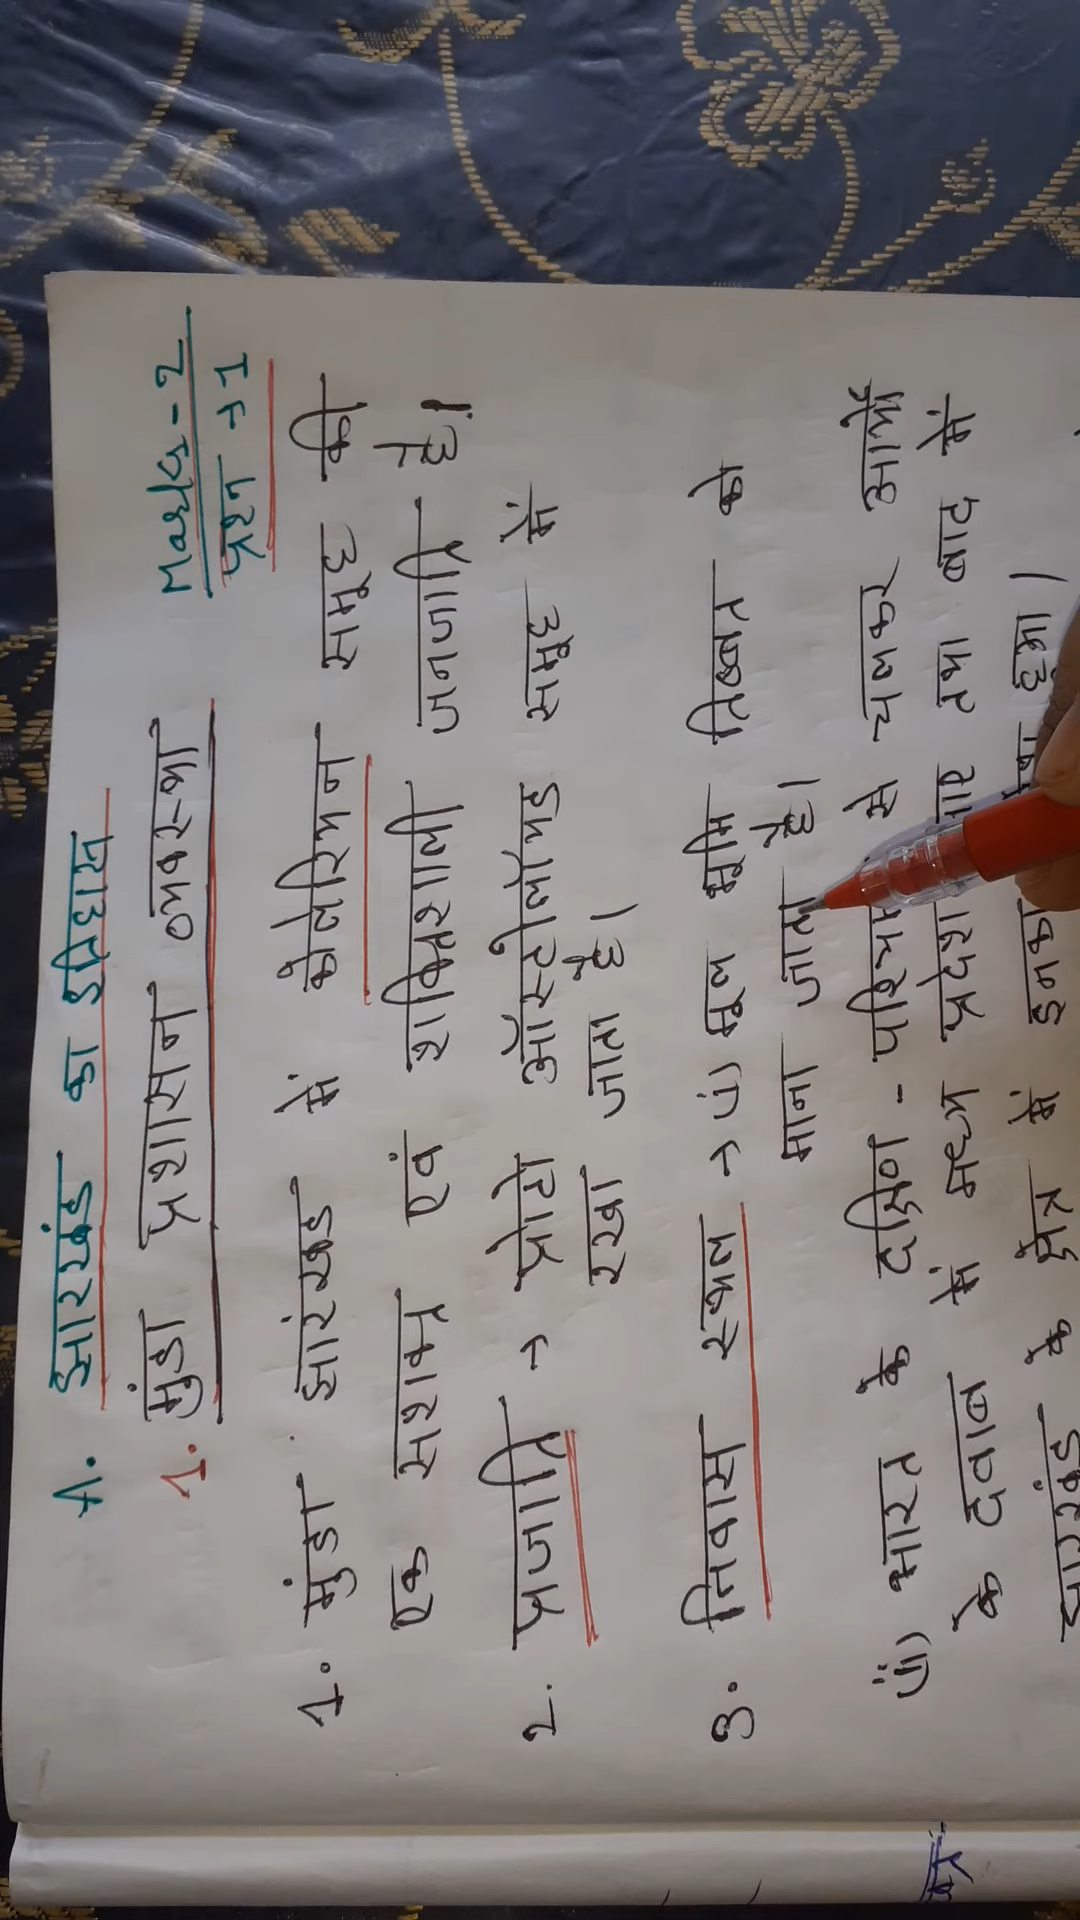 A. झारखंड का इतिहास
Marks - 2
1. मुंडा प्रशासन व्यवस्था
प्रश्न → 1
1. मुंडा झारखंड में कोलेरियन समूह की
एक सशक्त एवं शक्तिशाली जनजाति है।
2. प्रजाति → प्रोटो ऑस्ट्रेलॉयड समूह में
रखा जाता है।
3. निवास स्थल → (i) मूल भूमि तिब्बत को
माना जाता है।
(ii) भारत के दक्षिण - पश्चिम से चलकर आर्यों
के दवाब में मध्य प्रदेश तथा बाद में
झारखंड के क्षेत्र में इनका हुआ।